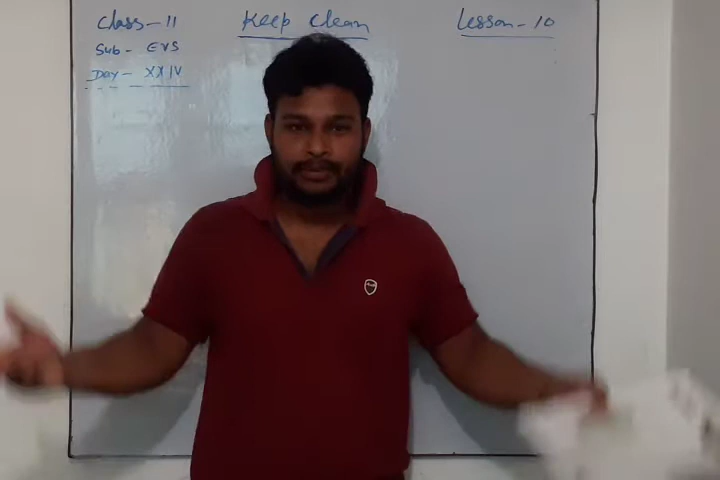 Class - II
Keep Clean
Lesson - 10
Sub - EVS
Day - XXIV